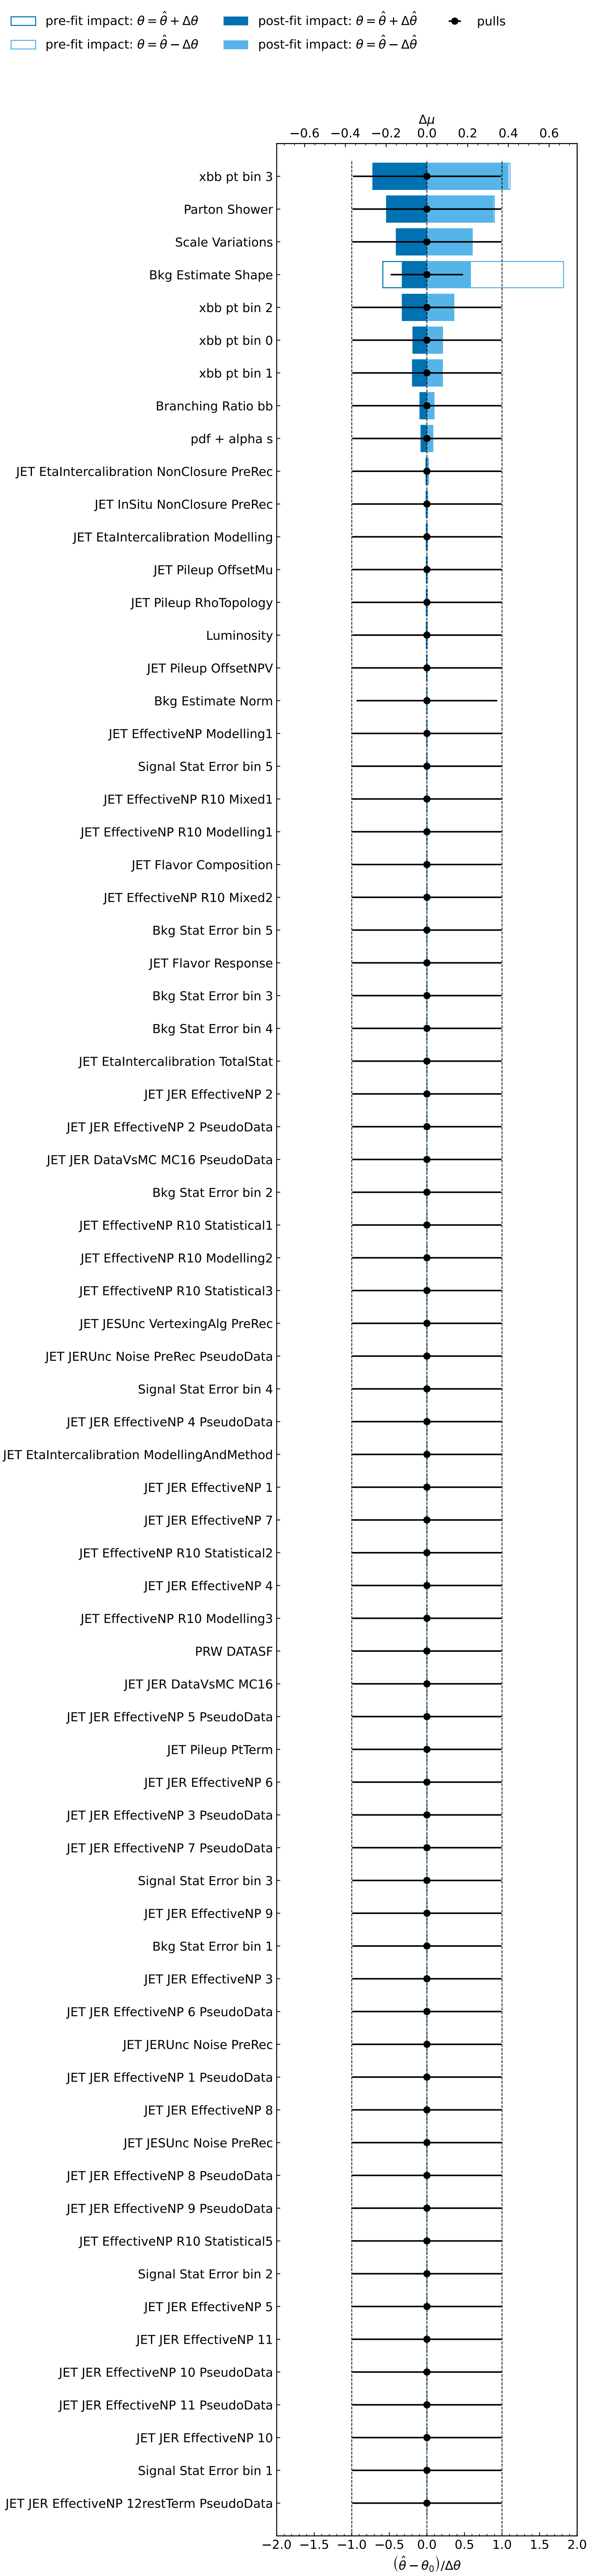 pre-fit impact: θ = θ̂ + Δθ
post-fit impact: θ = θ̂ + Δθ̂
pulls
pre-fit impact: θ = θ̂ − Δθ
post-fit impact: θ = θ̂ − Δθ̂
Δμ
−0.6 −0.4 −0.2 0.0 0.2 0.4 0.6
xbb pt bin 3
Parton Shower
Scale Variations
Bkg Estimate Shape
xbb pt bin 2
xbb pt bin 0
xbb pt bin 1
Branching Ratio bb
pdf + alpha s
JET EtaIntercalibration NonClosure PreRec
JET InSitu NonClosure PreRec
JET EtaIntercalibration Modelling
JET Pileup OffsetMu
JET Pileup RhoTopology
Luminosity
JET Pileup OffsetNPV
Bkg Estimate Norm
JET EffectiveNP Modelling1
Signal Stat Error bin 5
JET EffectiveNP R10 Mixed1
JET EffectiveNP R10 Modelling1
JET Flavor Composition
JET EffectiveNP R10 Mixed2
Bkg Stat Error bin 5
JET Flavor Response
Bkg Stat Error bin 3
Bkg Stat Error bin 4
JET EtaIntercalibration TotalStat
JET JER EffectiveNP 2
JET JER EffectiveNP 2 PseudoData
JET JER DataVsMC MC16 PseudoData
Bkg Stat Error bin 2
JET EffectiveNP R10 Statistical1
JET EffectiveNP R10 Modelling2
JET EffectiveNP R10 Statistical3
JET JESUnc VertexingAlg PreRec
JET JERUnc Noise PreRec PseudoData
Signal Stat Error bin 4
JET JER EffectiveNP 4 PseudoData
JET EtaIntercalibration ModellingAndMethod
JET JER EffectiveNP 1
JET JER EffectiveNP 7
JET EffectiveNP R10 Statistical2
JET JER EffectiveNP 4
JET EffectiveNP R10 Modelling3
PRW DATASF
JET JER DataVsMC MC16
JET JER EffectiveNP 5 PseudoData
JET Pileup PtTerm
JET JER EffectiveNP 6
JET JER EffectiveNP 3 PseudoData
JET JER EffectiveNP 7 PseudoData
Signal Stat Error bin 3
JET JER EffectiveNP 9
Bkg Stat Error bin 1
JET JER EffectiveNP 3
JET JER EffectiveNP 6 PseudoData
JET JERUnc Noise PreRec
JET JER EffectiveNP 1 PseudoData
JET JER EffectiveNP 8
JET JESUnc Noise PreRec
JET JER EffectiveNP 8 PseudoData
JET JER EffectiveNP 9 PseudoData
JET EffectiveNP R10 Statistical5
Signal Stat Error bin 2
JET JER EffectiveNP 5
JET JER EffectiveNP 11
JET JER EffectiveNP 10 PseudoData
JET JER EffectiveNP 11 PseudoData
JET JER EffectiveNP 10
Signal Stat Error bin 1
JET JER EffectiveNP 12restTerm PseudoData
−2.0 −1.5 −1.0 −0.5 0.0 0.5 1.0 1.5 2.0
(θ̂ − θ₀)/Δθ